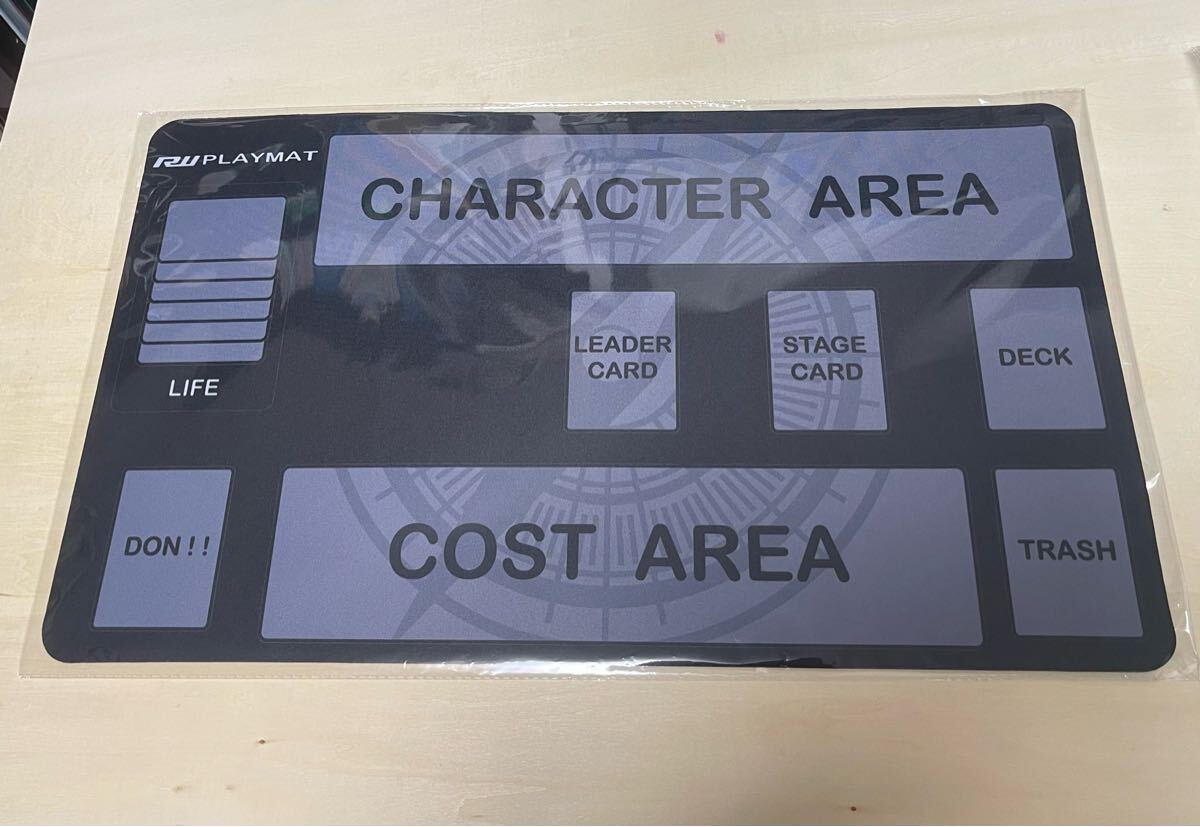 RU PLAYMAT
CHARACTER AREA
LEADER
CARD
STAGE
CARD
DECK
LIFE
DON!!
COST AREA
TRASH